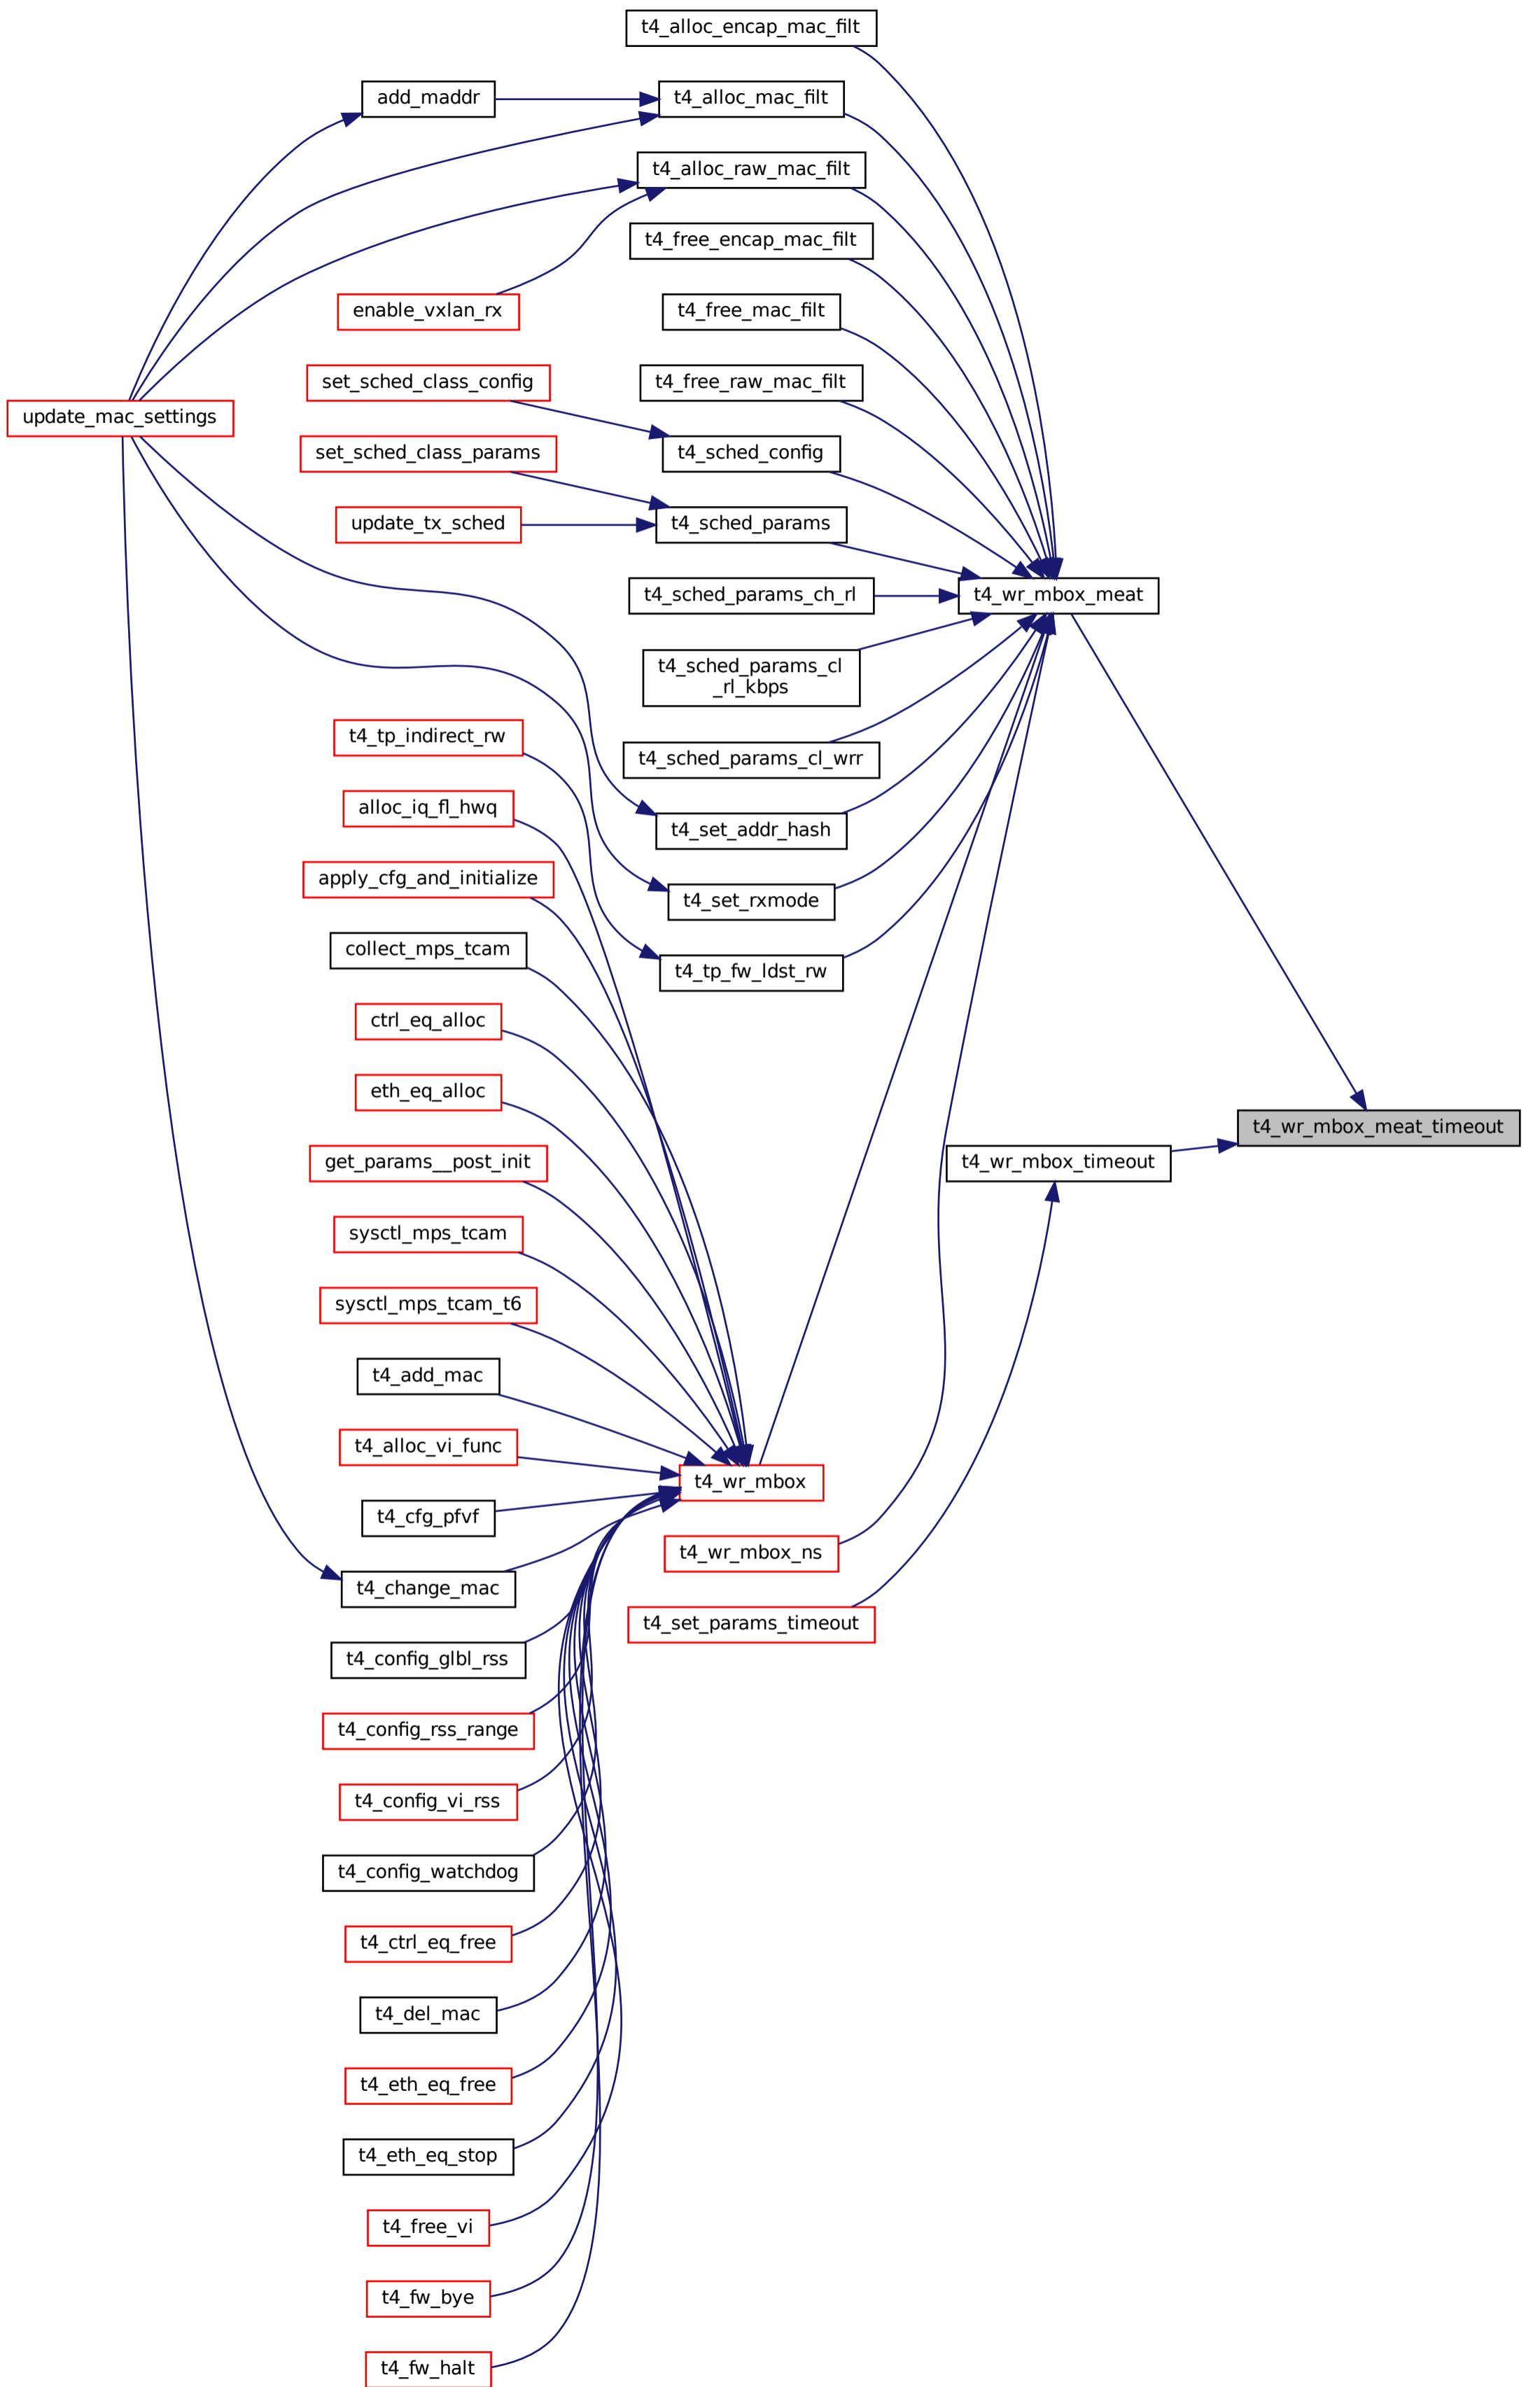 t4_alloc_encap_mac_filt
add_maddr
t4_alloc_mac_filt
t4_alloc_raw_mac_filt
t4_free_encap_mac_filt
enable_vxlan_rx
t4_free_mac_filt
set_sched_class_config
t4_free_raw_mac_filt
update_mac_settings
set_sched_class_params
t4_sched_config
update_tx_sched
t4_sched_params
t4_sched_params_ch_rl
t4_wr_mbox_meat
t4_sched_params_cl
_rl_kbps
t4_tp_indirect_rw
t4_sched_params_cl_wrr
alloc_iq_fl_hwq
t4_set_addr_hash
apply_cfg_and_initialize
t4_set_rxmode
collect_mps_tcam
t4_tp_fw_ldst_rw
ctrl_eq_alloc
eth_eq_alloc
t4_wr_mbox_meat_timeout
get_params__post_init
t4_wr_mbox_timeout
sysctl_mps_tcam
sysctl_mps_tcam_t6
t4_add_mac
t4_alloc_vi_func
t4_wr_mbox
t4_cfg_pfvf
t4_wr_mbox_ns
t4_change_mac
t4_set_params_timeout
t4_config_glbl_rss
t4_config_rss_range
t4_config_vi_rss
t4_config_watchdog
t4_ctrl_eq_free
t4_del_mac
t4_eth_eq_free
t4_eth_eq_stop
t4_free_vi
t4_fw_bye
t4_fw_halt